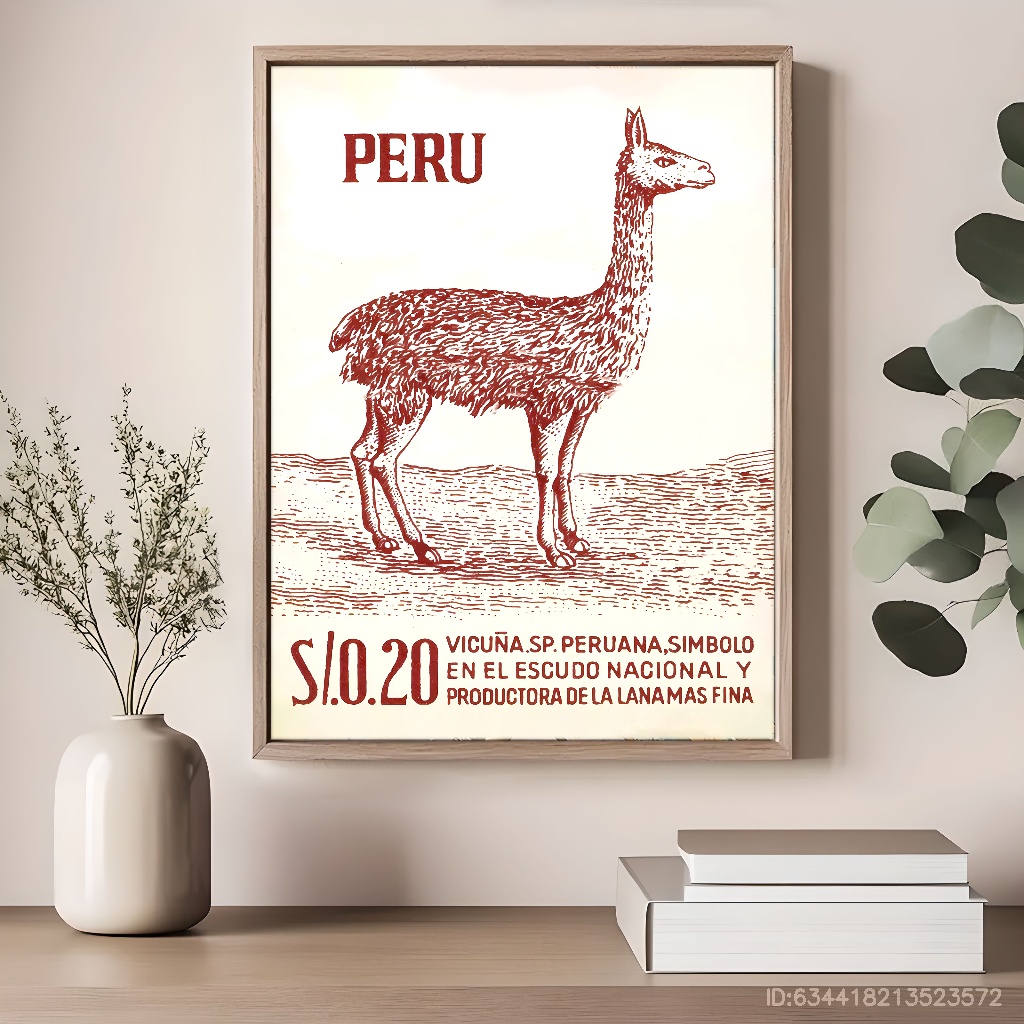 PERU
S/.0.20
VICUÑA.SP. PERUANA,SIMBOLO
EN EL ESCUDO NACIONAL Y
PRODUCTORA DE LA LANA MAS FINA
ID:634418213523572